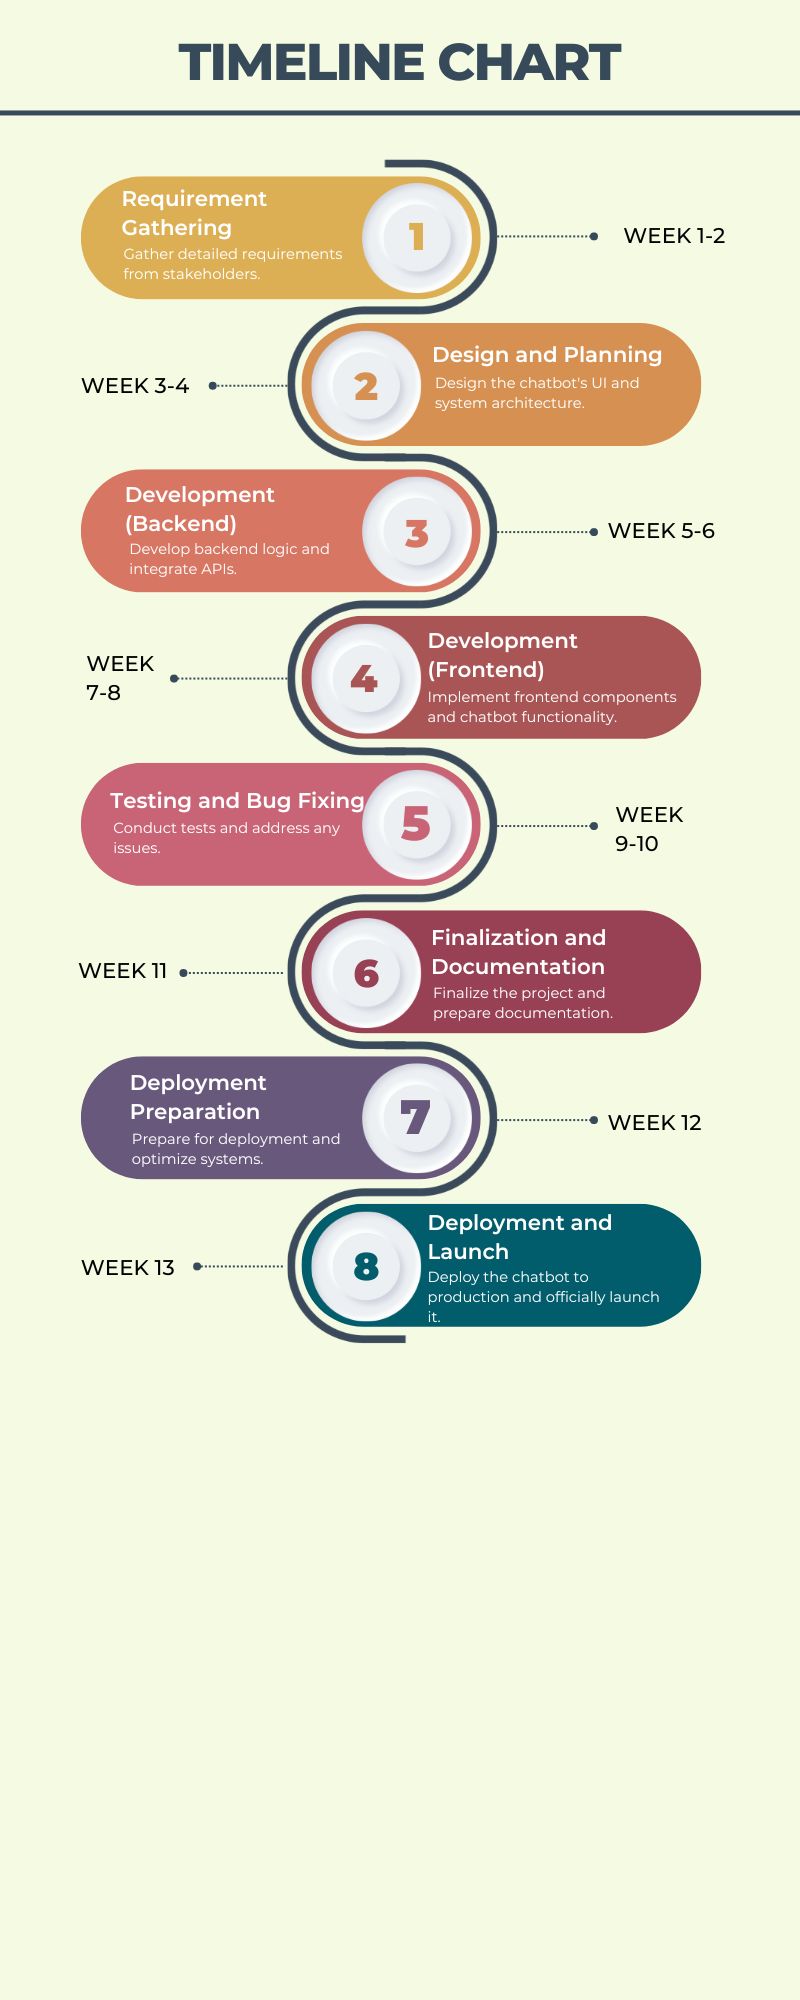 TIMELINE CHART
Requirement
Gathering
Gather detailed requirements
from stakeholders.
1
WEEK 1-2
WEEK 3-4
2
Design and Planning
Design the chatbot's UI and
system architecture.
Development
(Backend)
Develop backend logic and
integrate APIs.
3
WEEK 5-6
WEEK
7-8
4
Development
(Frontend)
Implement frontend components
and chatbot functionality.
Testing and Bug Fixing
Conduct tests and address any
issues.
5
WEEK
9-10
WEEK 11
6
Finalization and
Documentation
Finalize the project and
prepare documentation.
Deployment
Preparation
Prepare for deployment and
optimize systems.
7
WEEK 12
WEEK 13
8
Deployment and
Launch
Deploy the chatbot to
production and officially launch
it.